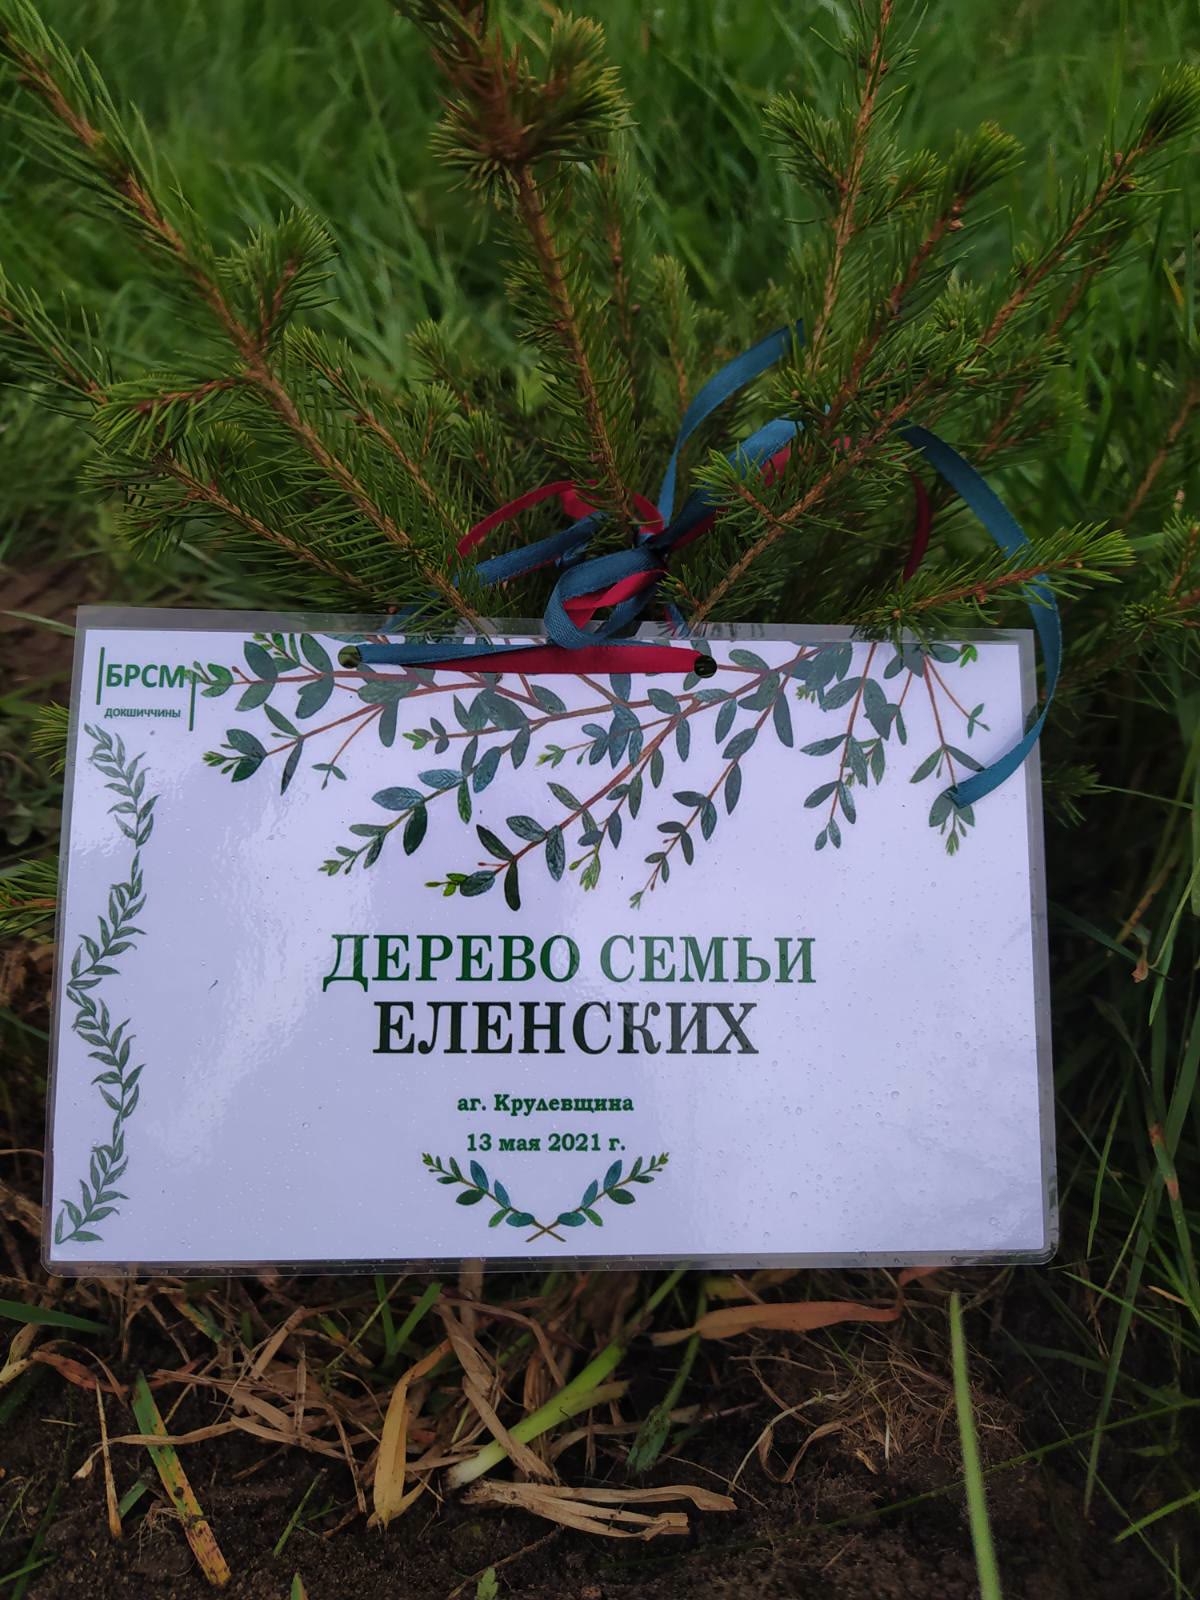 БРСМ
ДОКШИЧЧИНЫ
ДЕРЕВО СЕМЬИ
ЕЛЕНСКИХ
аг. Крулевщина
13 мая 2021 г.